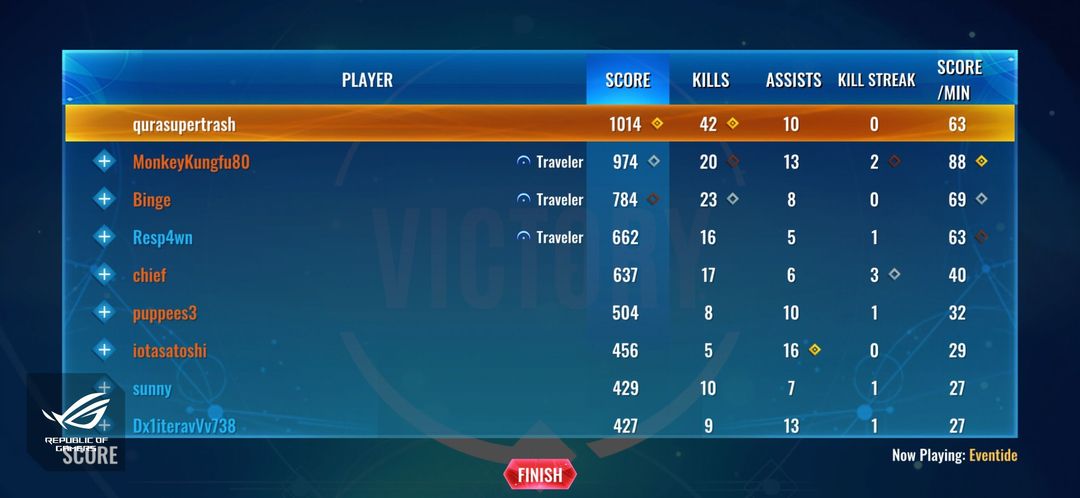 PLAYER SCORE KILLS ASSISTS KILL STREAK SCORE /MIN
qurasupertrash 1014 42 10 0 63
MonkeyKungfu80 Traveler 974 20 13 2 88
Binge Traveler 784 23 8 0 69
Resp4wn Traveler 662 16 5 1 63
chief 637 17 6 3 40
puppees3 504 8 10 1 32
iotasatoshi 456 5 16 0 29
sunny 429 10 7 1 27
Dx1iteravVv738 427 9 13 1 27
VICTORY
REPUBLIC OF
GAMERS
SCORE
Now Playing: Eventide
FINISH